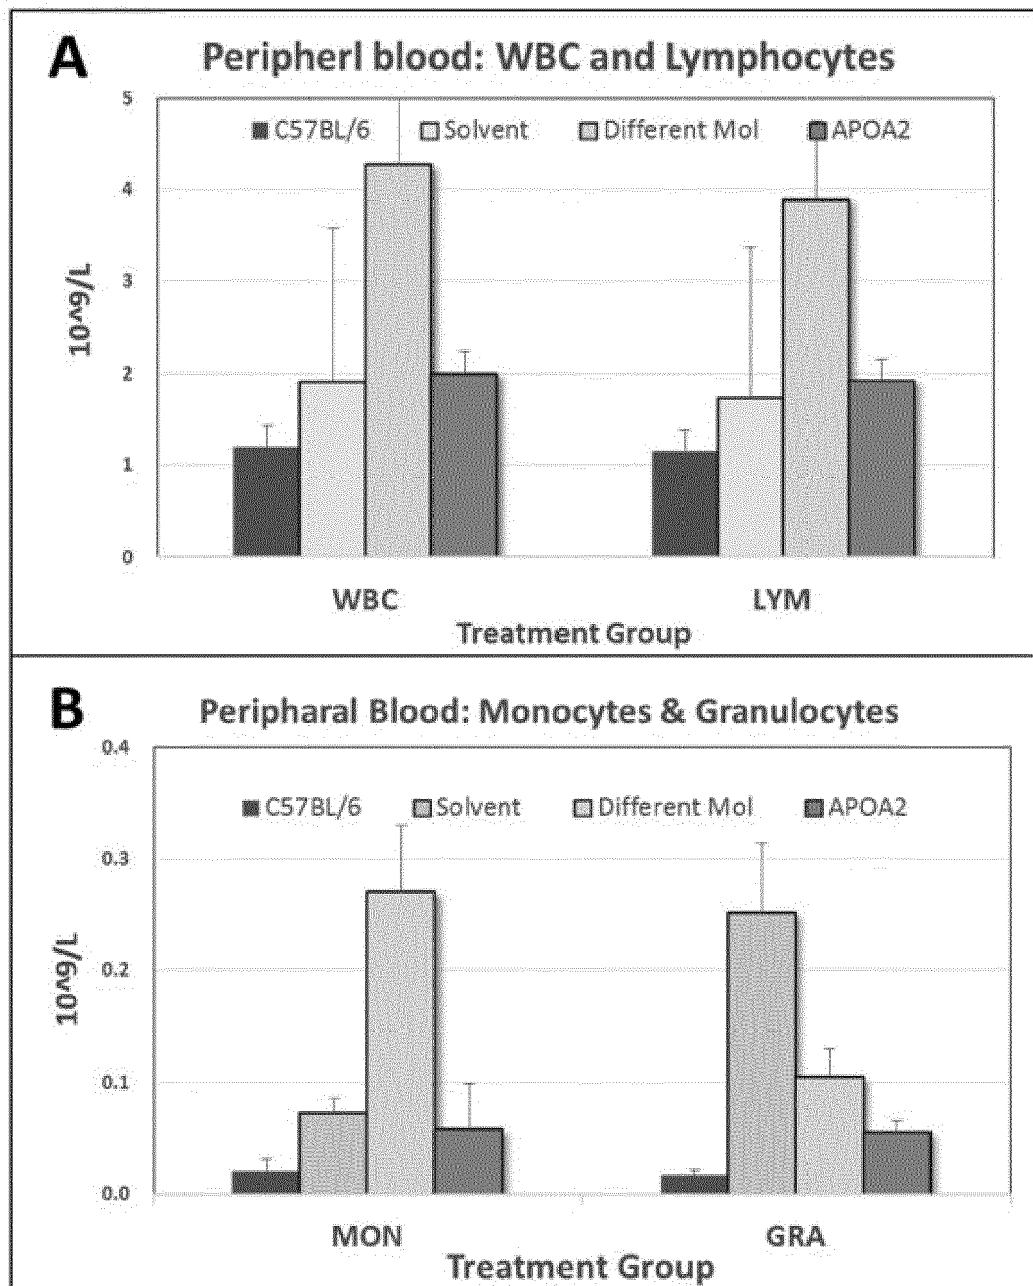 A
Peripherl blood: WBC and Lymphocytes
5
C57BL/6 Solvent Different Mol APOA2
4
3
2
1
0
10^9/L
WBC LYM
Treatment Group
B
Peripharal Blood: Monocytes & Granulocytes
0.4
C57BL/6 Solvent Different Mol APOA2
0.3
0.2
0.1
0.0
10^9/L
MON GRA
Treatment Group